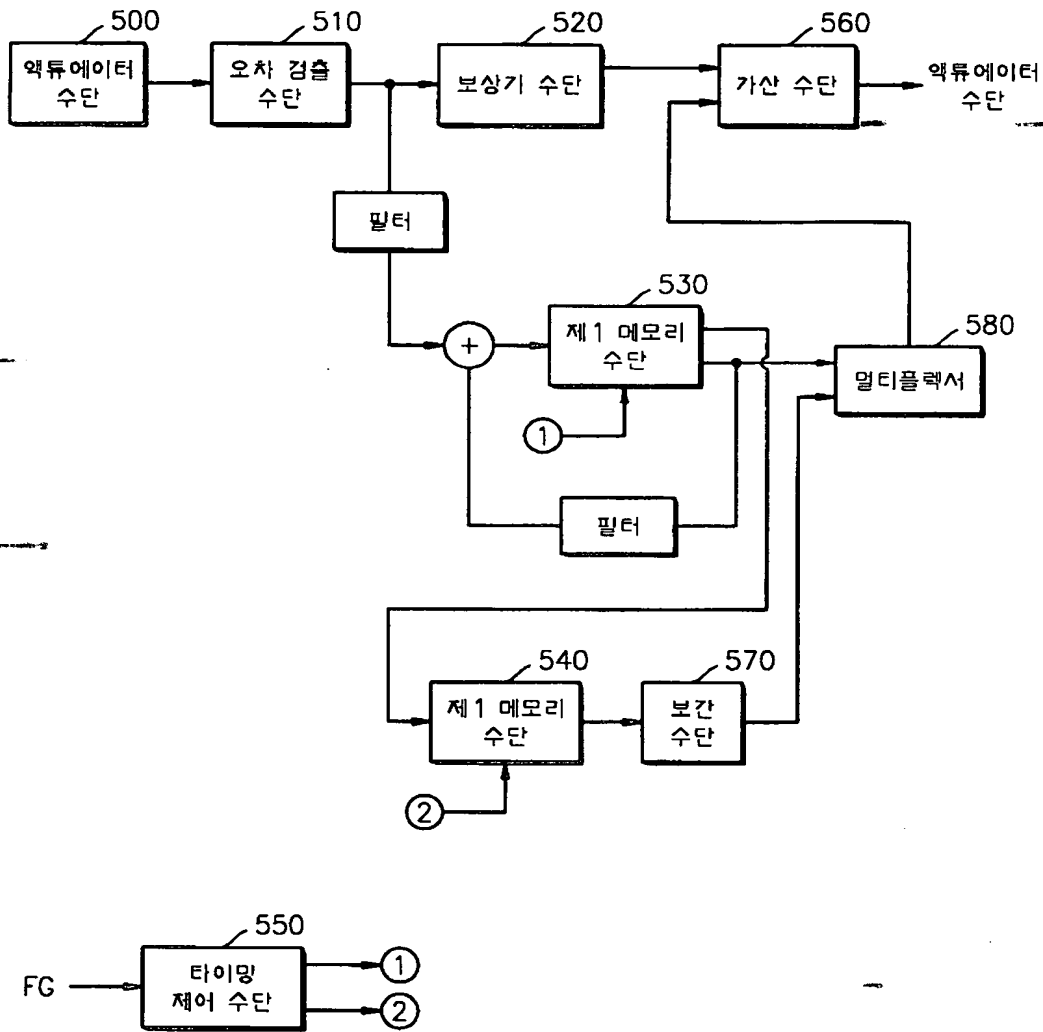 500
510
520
560
액튜에이터
수단
오차 검출
수단
보상기 수단
가산 수단
액튜에이터
수단
필터
530
제1 메모리
수단
580
멀티플렉서
+
1
필터
540
제1 메모리
수단
570
보간
수단
2
550
FG
타이밍
제어 수단
1
2